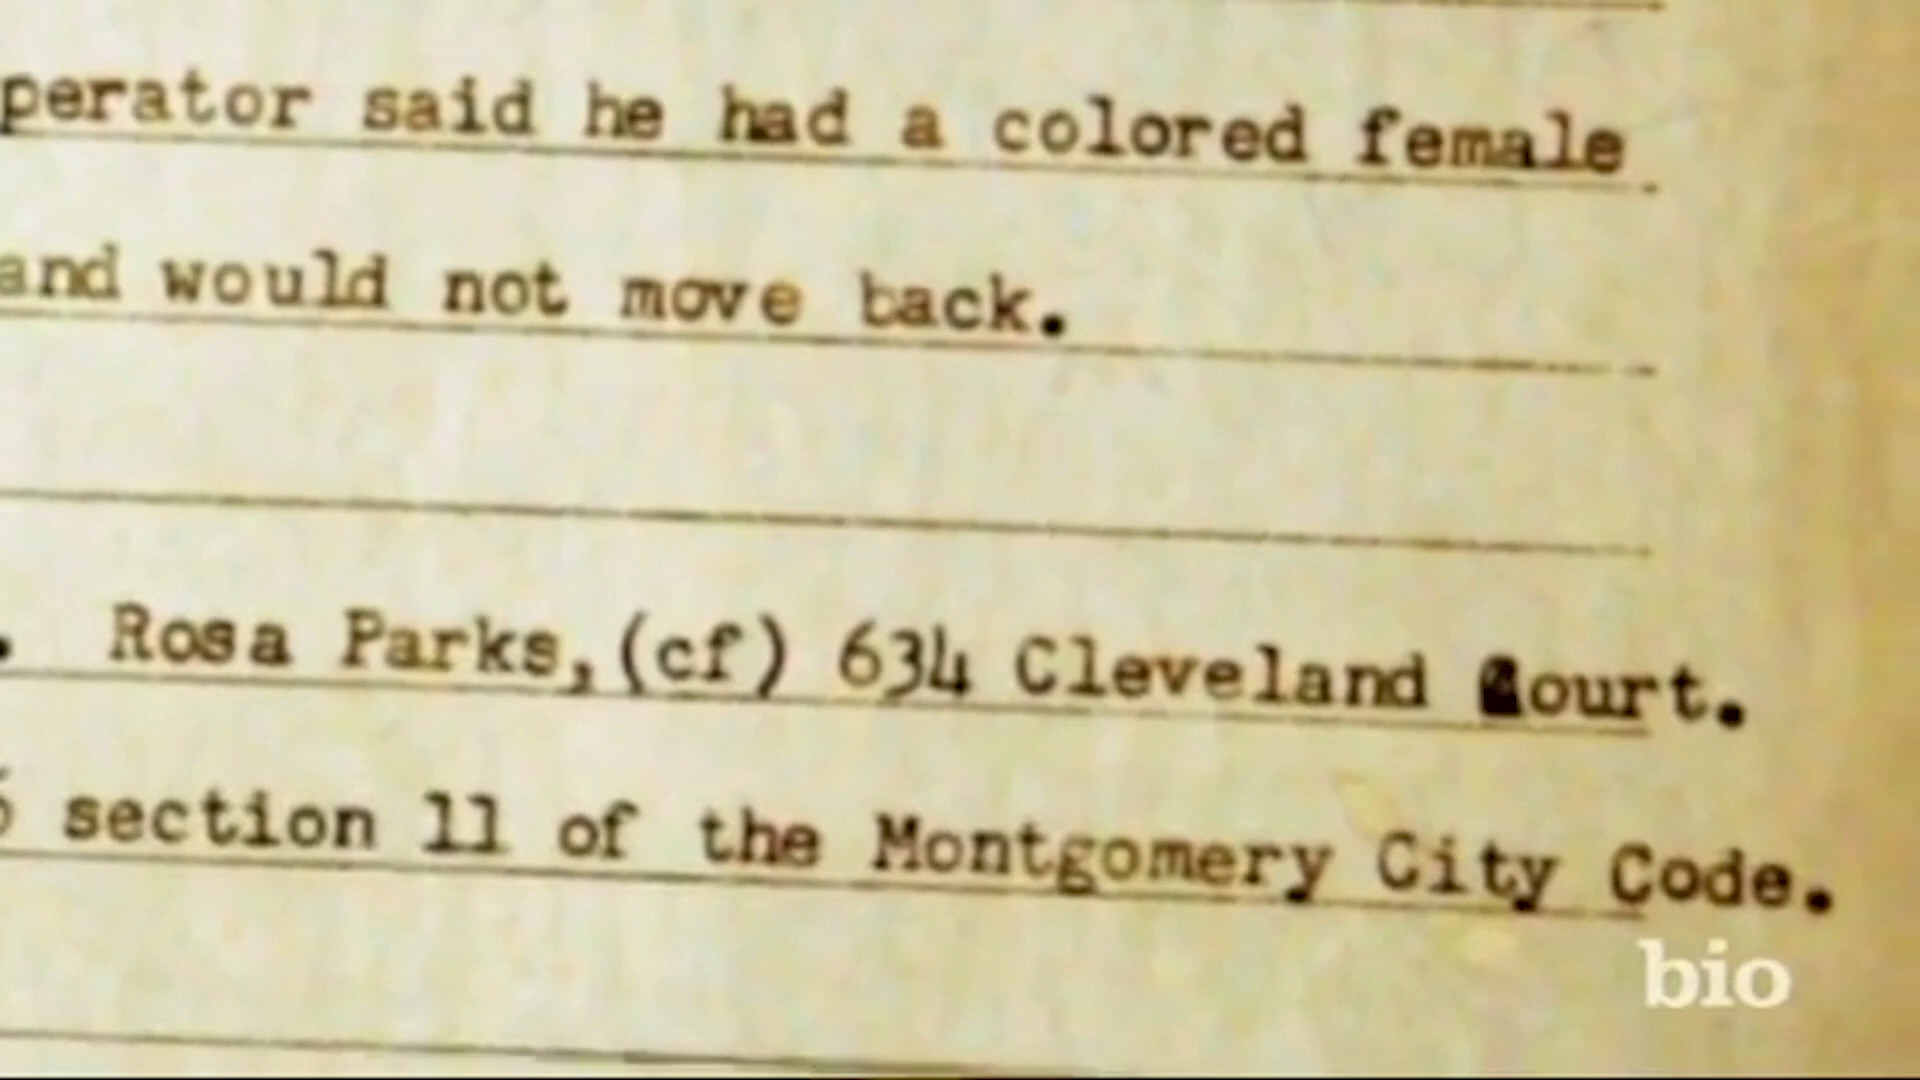 perator said he had a colored female
and would not move back.
. Rosa Parks,(cf) 634 Cleveland Court.
6 section 11 of the Montgomery City Code.
bio